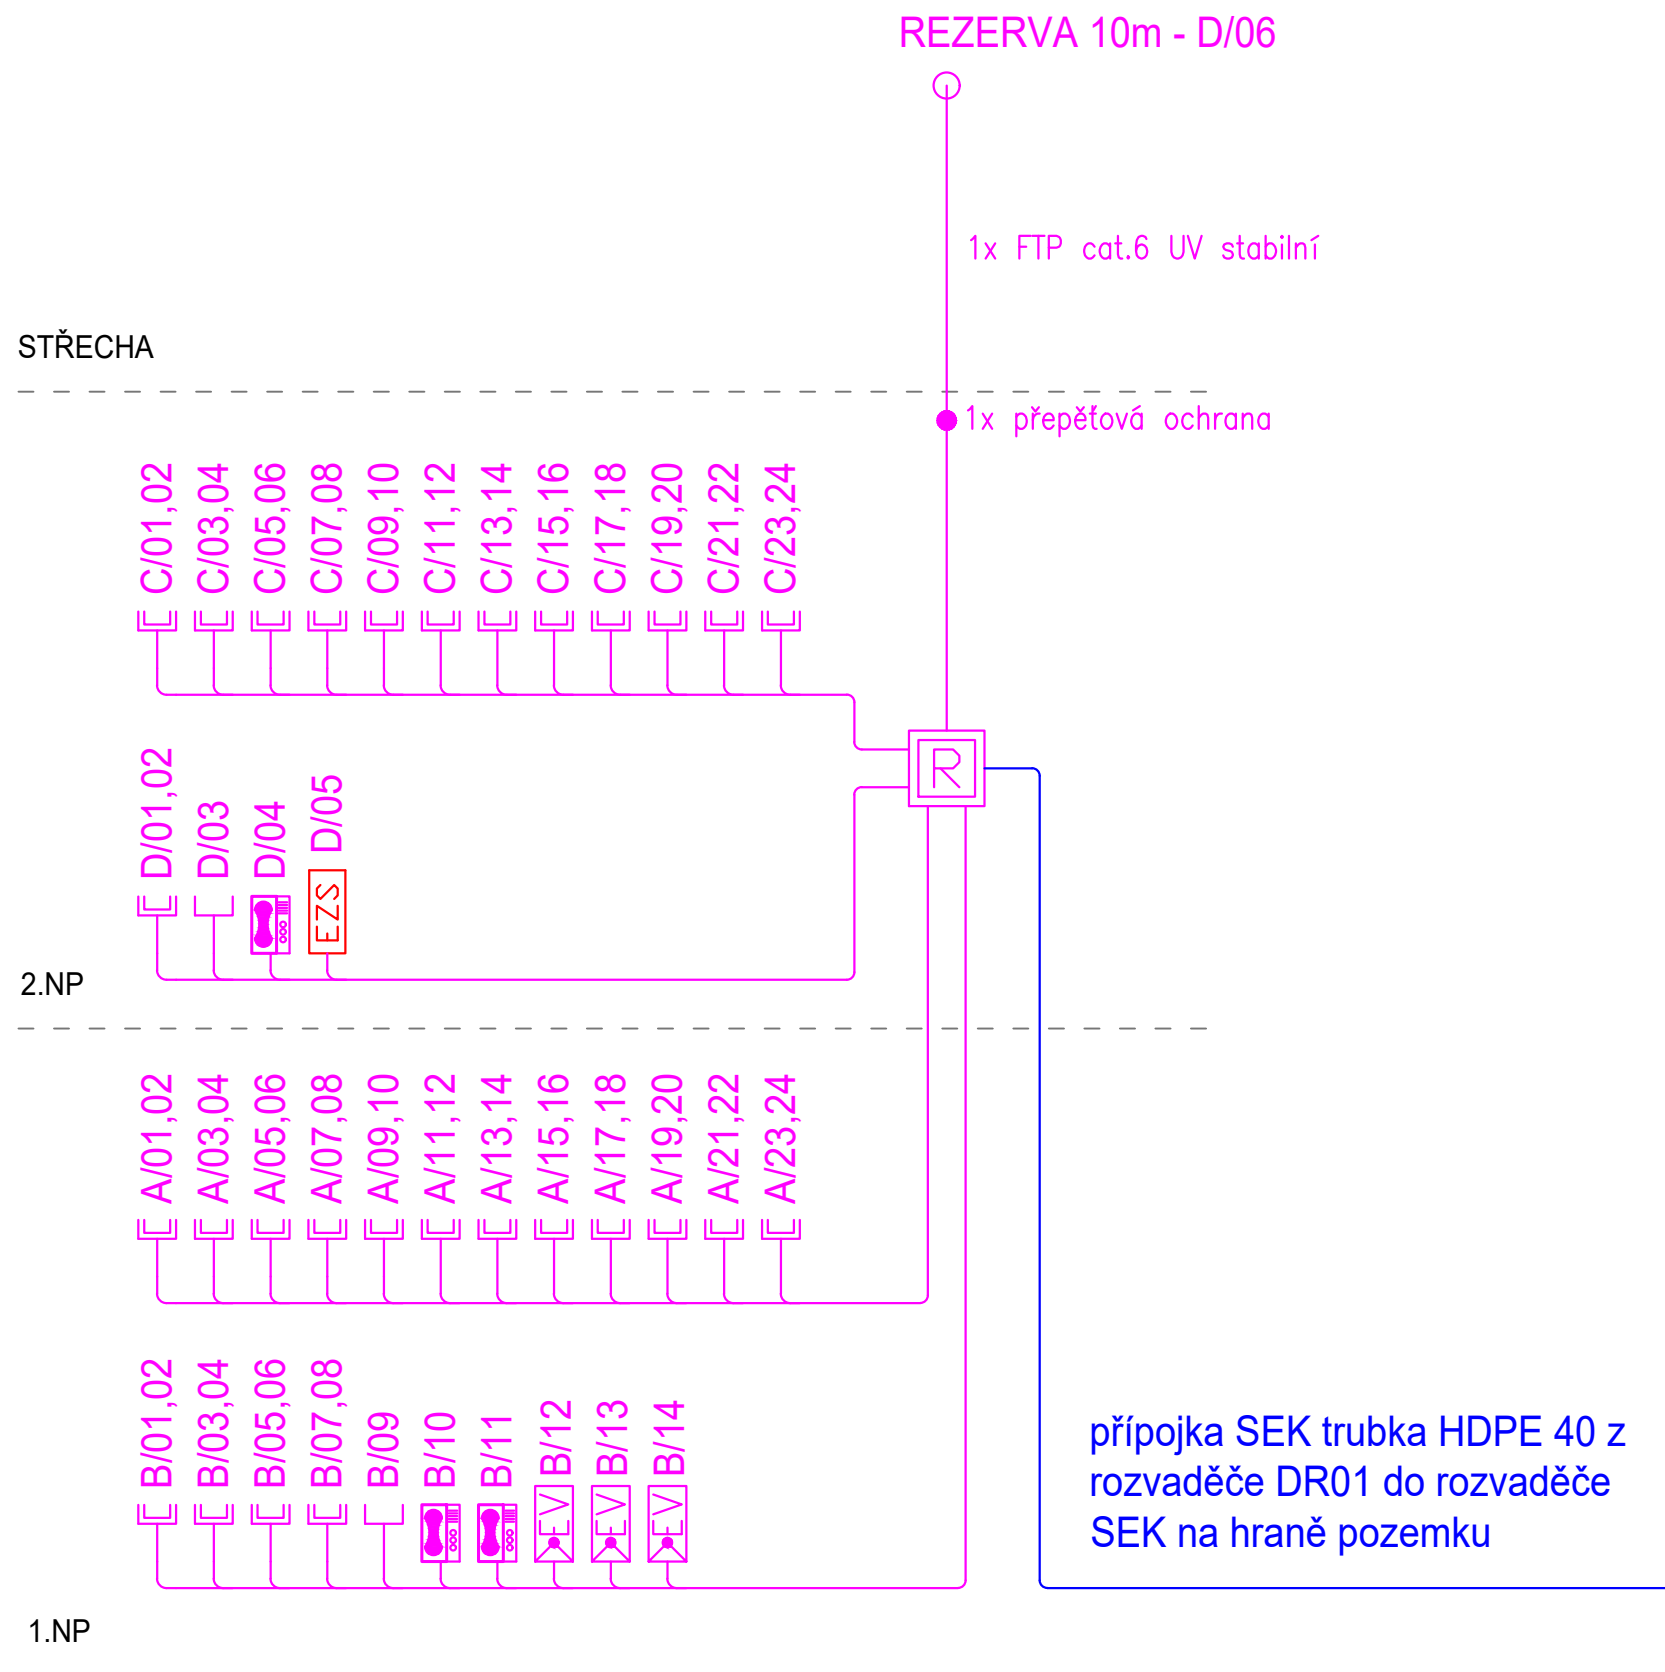 REZERVA 10m - D/06
1x FTP cat.6 UV stabilní
STŘECHA
1x přepěťová ochrana
C/01,02
C/03,04
C/05,06
C/07,08
C/09,10
C/11,12
C/13,14
C/15,16
C/17,18
C/19,20
C/21,22
C/23,24
R
D/01,02
D/03
D/04
D/05
EZS
2.NP
A/01,02
A/03,04
A/05,06
A/07,08
A/09,10
A/11,12
A/13,14
A/15,16
A/17,18
A/19,20
A/21,22
A/23,24
B/01,02
B/03,04
B/05,06
B/07,08
B/09
B/10
B/11
B/12
B/13
B/14
EV
EV
EV
přípojka SEK trubka HDPE 40 z
rozvaděče DR01 do rozvaděče
SEK na hraně pozemku
1.NP